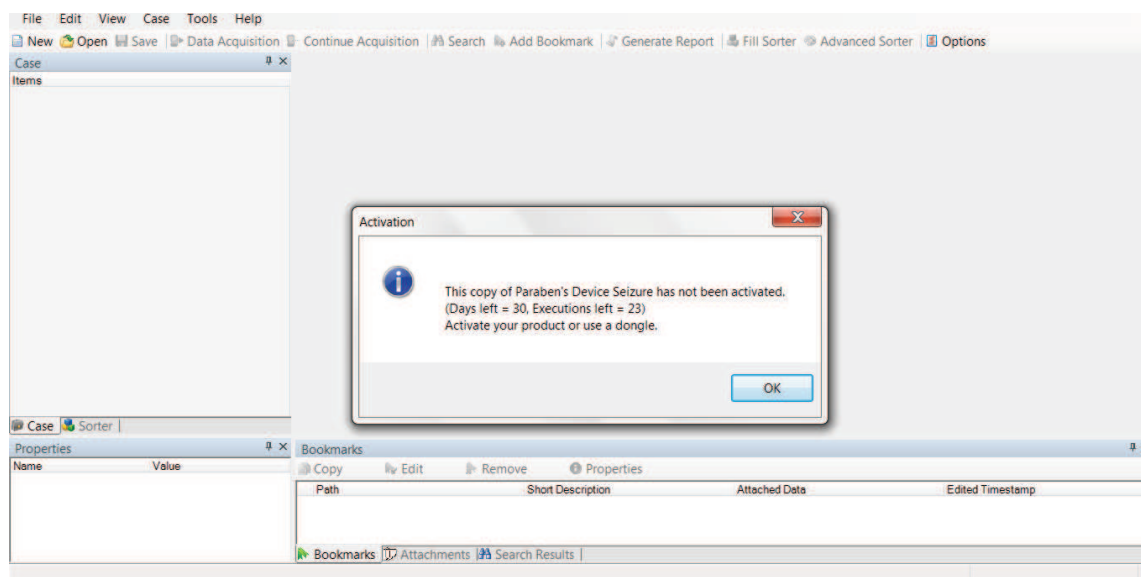 File Edit View Case Tools Help
New Open Save Data Acquisition Continue Acquisition Search Add Bookmark Generate Report Fill Sorter Advanced Sorter Options
Case
Items
Activation
This copy of Paraben's Device Seizure has not been activated.
(Days left = 30, Executions left = 23)
Activate your product or use a dongle.
OK
Case Sorter
Properties
Name Value
Bookmarks
Copy Edit Remove Properties
Path Short Description Attached Data Edited Timestamp
Bookmarks Attachments Search Results